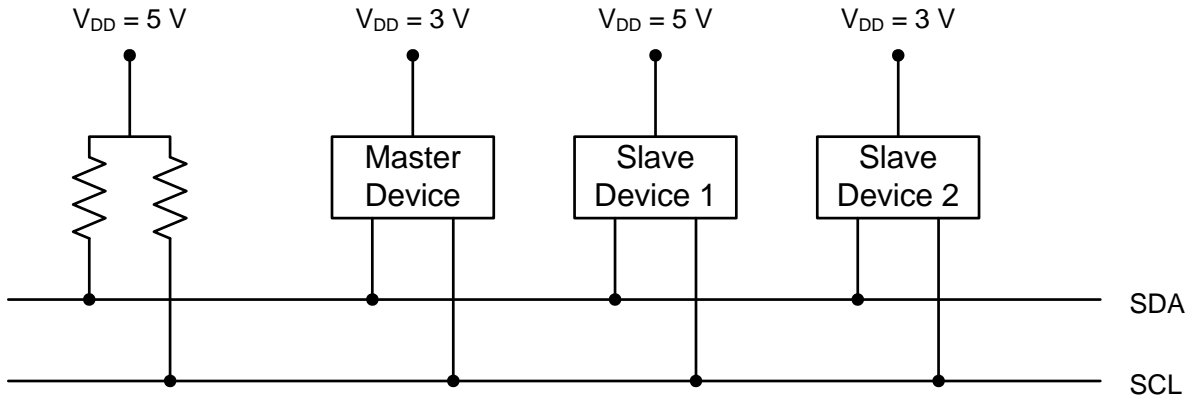 V_DD = 5 V
V_DD = 3 V
V_DD = 5 V
V_DD = 3 V
Master
Device
Slave
Device 1
Slave
Device 2
SDA
SCL